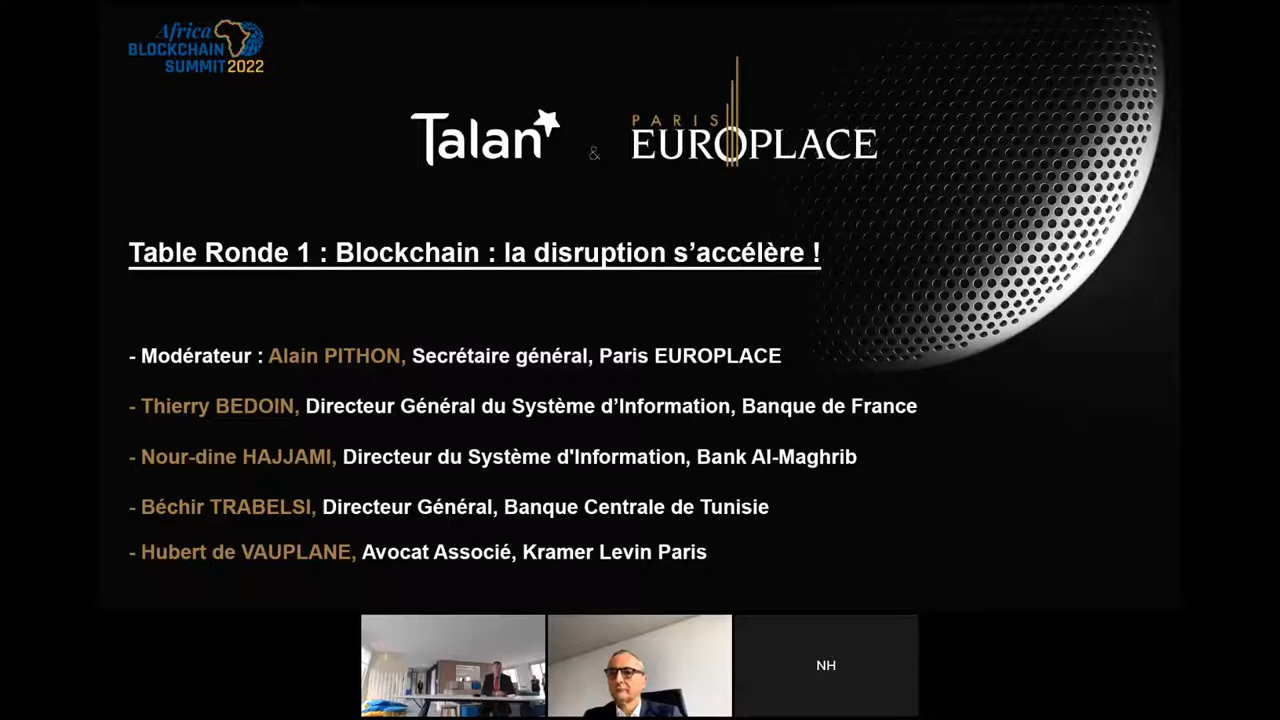 Africa
BLOCKCHAIN
SUMMIT 2022
Talan & PARIS EUROPLACE
Table Ronde 1 : Blockchain : la disruption s’accélère !
- Modérateur : Alain PITHON, Secrétaire général, Paris EUROPLACE
- Thierry BEDOIN, Directeur Général du Système d’Information, Banque de France
- Nour-dine HAJJAMI, Directeur du Système d'Information, Bank Al-Maghrib
- Béchir TRABELSI, Directeur Général, Banque Centrale de Tunisie
- Hubert de VAUPLANE, Avocat Associé, Kramer Levin Paris
NH